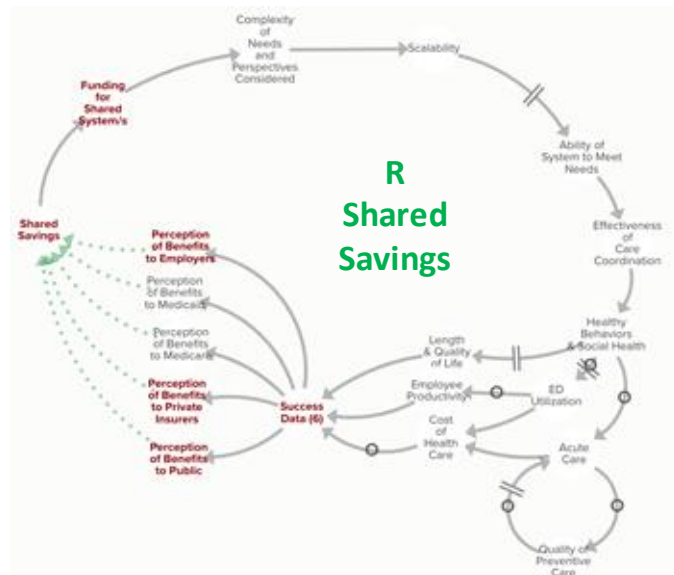 Complexity
of
Needs
and
Perspectives
Considered
Scalability
Funding
for
Shared
System/s
Ability of
System to Meet
Needs
R
Shared
Savings
Shared
Savings
Perception
of Benefits
to Employers
Effectiveness
of
Care
Coordination
Perception
of Benefits
to Medicaid
Perception
of Benefits
to Medicare
Healthy
Behaviors
& Social Health
Length
& Quality
of Life
Employee
Productivity
ED
Utilization
Perception
of Benefits
to Private
Insurers
Success
Data (6)
Cost
of
Health
Care
Acute
Care
Perception
of Benefits
to Public
Quality of
Preventive
Care